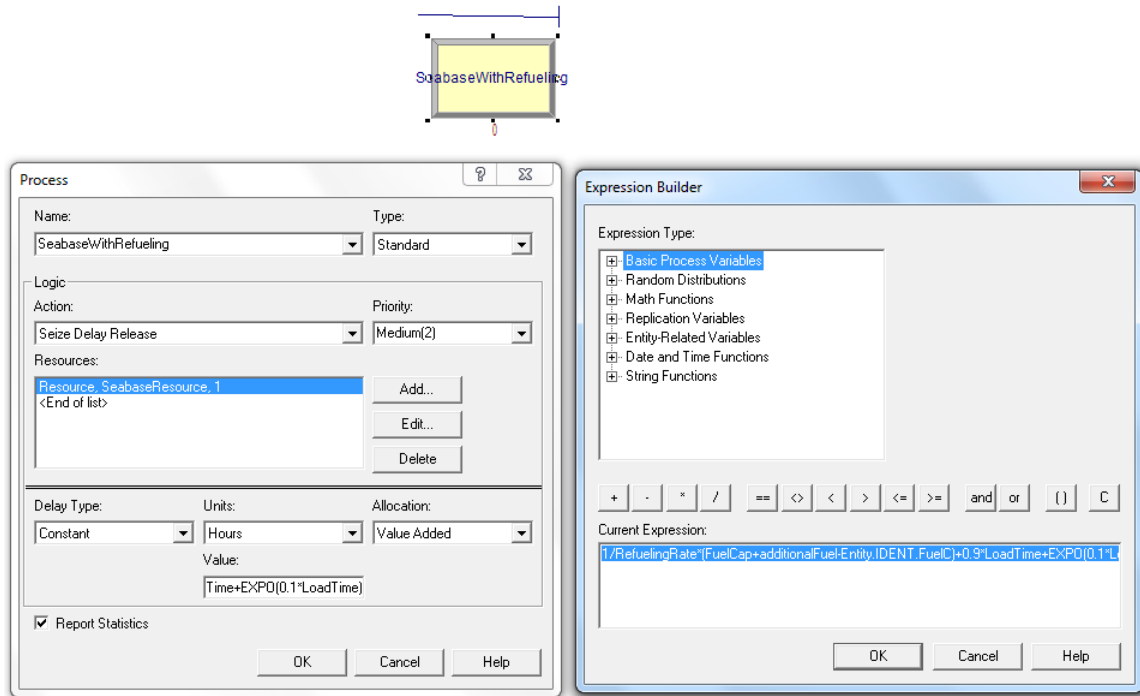 SeabaseWithRefueling
0
Process
Name:
Type:
SeabaseWithRefueling
Standard
Logic
Action:
Priority:
Seize Delay Release
Medium(2)
Resources:
Resource, SeabaseResource, 1
<End of list>
Add...
Edit...
Delete
Delay Type:
Units:
Allocation:
Constant
Hours
Value Added
Value:
Time+EXPO(0.1*LoadTime)
Report Statistics
OK
Cancel
Help
Expression Builder
Expression Type:
Basic Process Variables
Random Distributions
Math Functions
Replication Variables
Entity-Related Variables
Date and Time Functions
String Functions
+ - * / == <> < > <= >= and or ( ) C
Current Expression:
1/RefuelingRate*(FuelCap+additionalFuel-Entity.IDENT.FuelC)+0.9*LoadTime+EXPO(0.1*L
OK
Cancel
Help